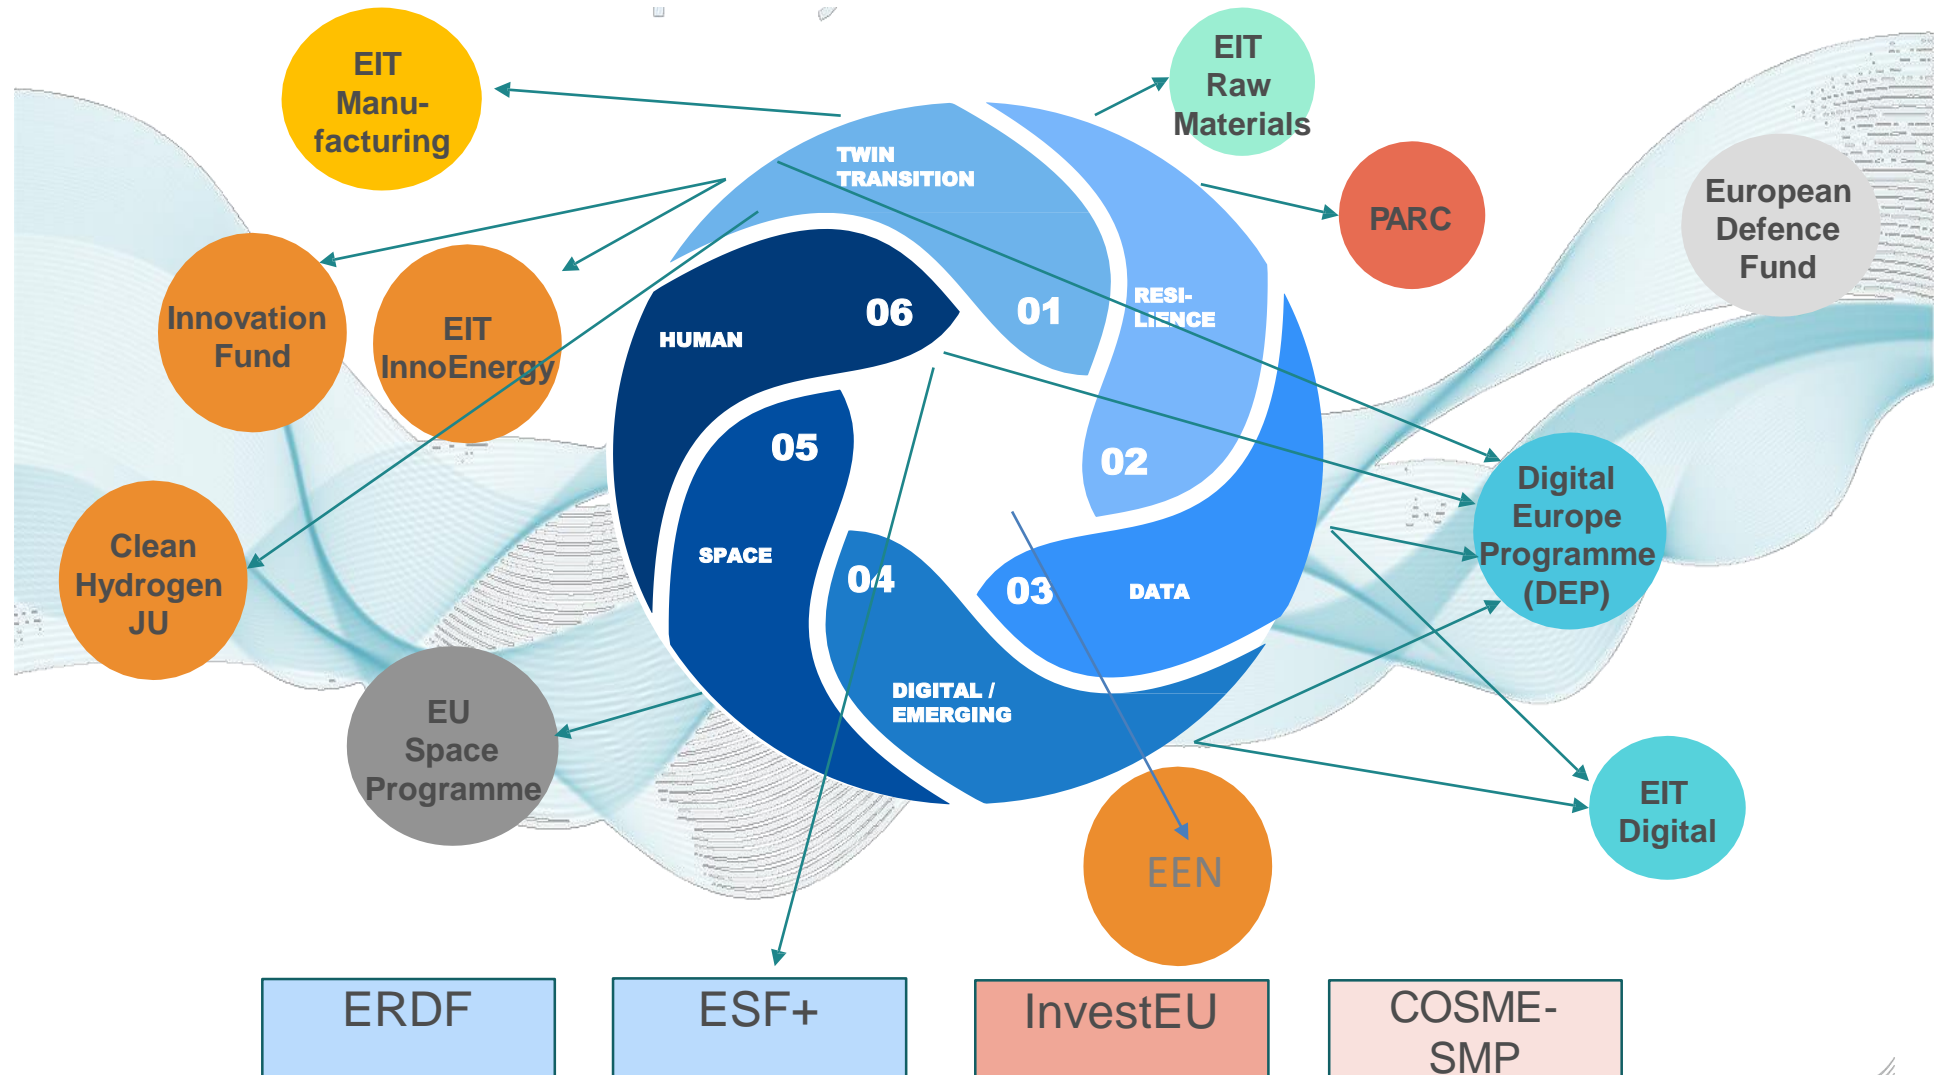 EIT
Manu-
facturing
EIT
Raw
Materials
PARC
European
Defence
Fund
TWIN
TRANSITION
01
RESI-
LIENCE
02
HUMAN
06
Innovation
Fund
EIT
InnoEnergy
05
SPACE
04
03
DATA
DIGITAL /
EMERGING
Clean
Hydrogen
JU
Digital
Europe
Programme
(DEP)
EU
Space
Programme
EIT
Digital
EEN
ERDF
ESF+
InvestEU
COSME-
SMP